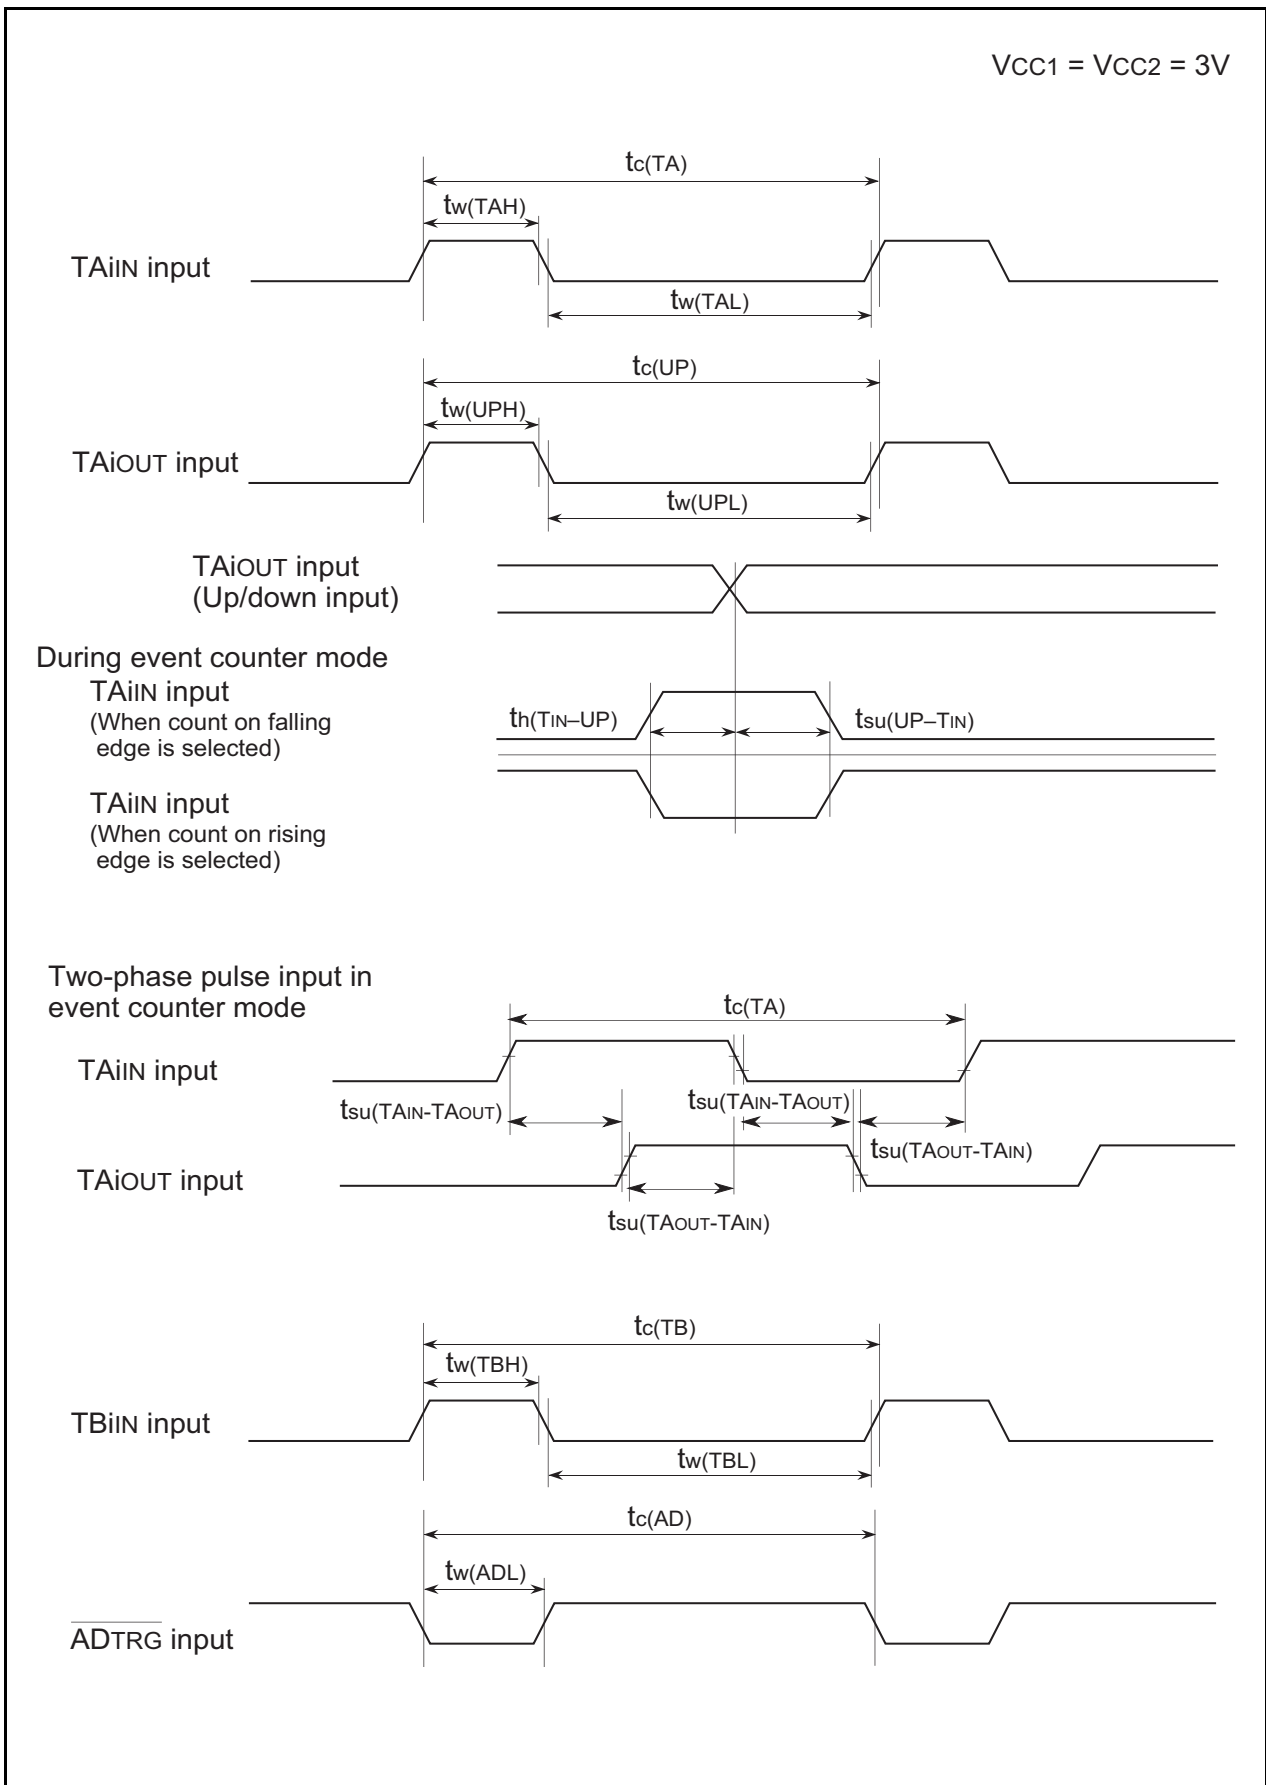 VCC1 = VCC2 = 3V
tc(TA)
tw(TAH)
TAiIN input
tw(TAL)
tc(UP)
tw(UPH)
TAiOUT input
tw(UPL)
TAiOUT input
(Up/down input)
During event counter mode
TAiIN input
(When count on falling
edge is selected)
th(TIN–UP)
tsu(UP–TIN)
TAiIN input
(When count on rising
edge is selected)
Two-phase pulse input in
event counter mode
tc(TA)
TAiIN input
tsu(TAIN-TAOUT)
tsu(TAIN-TAOUT)
tsu(TAOUT-TAIN)
TAiOUT input
tsu(TAOUT-TAIN)
tc(TB)
tw(TBH)
TBiIN input
tw(TBL)
tc(AD)
tw(ADL)
ADTRG input